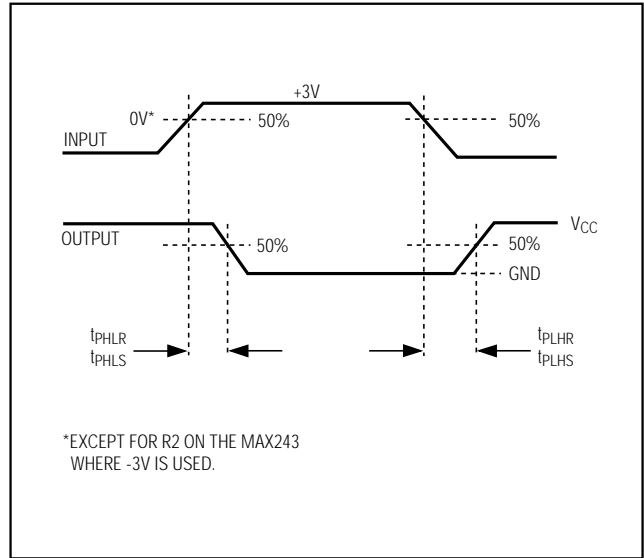 +3V
0V*
50%
50%
INPUT
OUTPUT
VCC
50%
50%
GND
tPHLR
tPHLS
tPLHR
tPLHS
*EXCEPT FOR R2 ON THE MAX243
WHERE -3V IS USED.